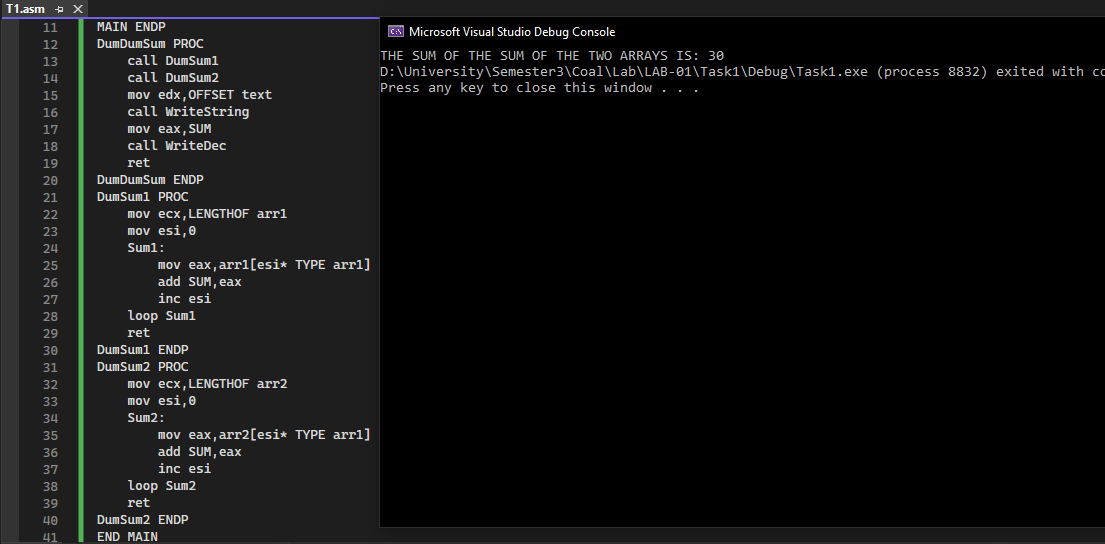 T1.asm
11 MAIN ENDP
12 DumDumSum PROC
13 call DumSum1
14 call DumSum2
15 mov edx,OFFSET text
16 call WriteString
17 mov eax,SUM
18 call WriteDec
19 ret
20 DumDumSum ENDP
21 DumSum1 PROC
22 mov ecx,LENGTHOF arr1
23 mov esi,0
24 Sum1:
25 mov eax,arr1[esi* TYPE arr1]
26 add SUM,eax
27 inc esi
28 loop Sum1
29 ret
30 DumSum1 ENDP
31 DumSum2 PROC
32 mov ecx,LENGTHOF arr2
33 mov esi,0
34 Sum2:
35 mov eax,arr2[esi* TYPE arr1]
36 add SUM,eax
37 inc esi
38 loop Sum2
39 ret
40 DumSum2 ENDP
41 END MAIN
Microsoft Visual Studio Debug Console
THE SUM OF THE SUM OF THE TWO ARRAYS IS: 30
D:\University\Semester3\Coal\Lab\LAB-01\Task1\Debug\Task1.exe (process 8832) exited with co
Press any key to close this window . . .